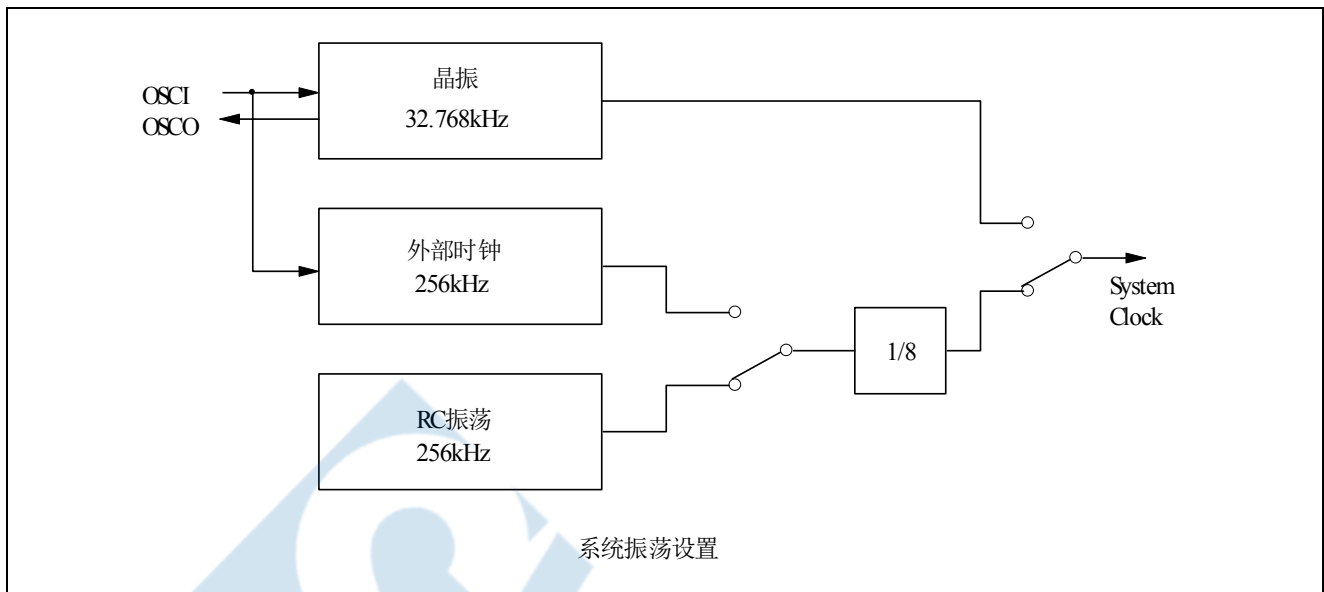 OSCI
OSCO
晶振
32.768kHz
外部时钟
256kHz
RC振荡
256kHz
1/8
System
Clock
系统振荡设置